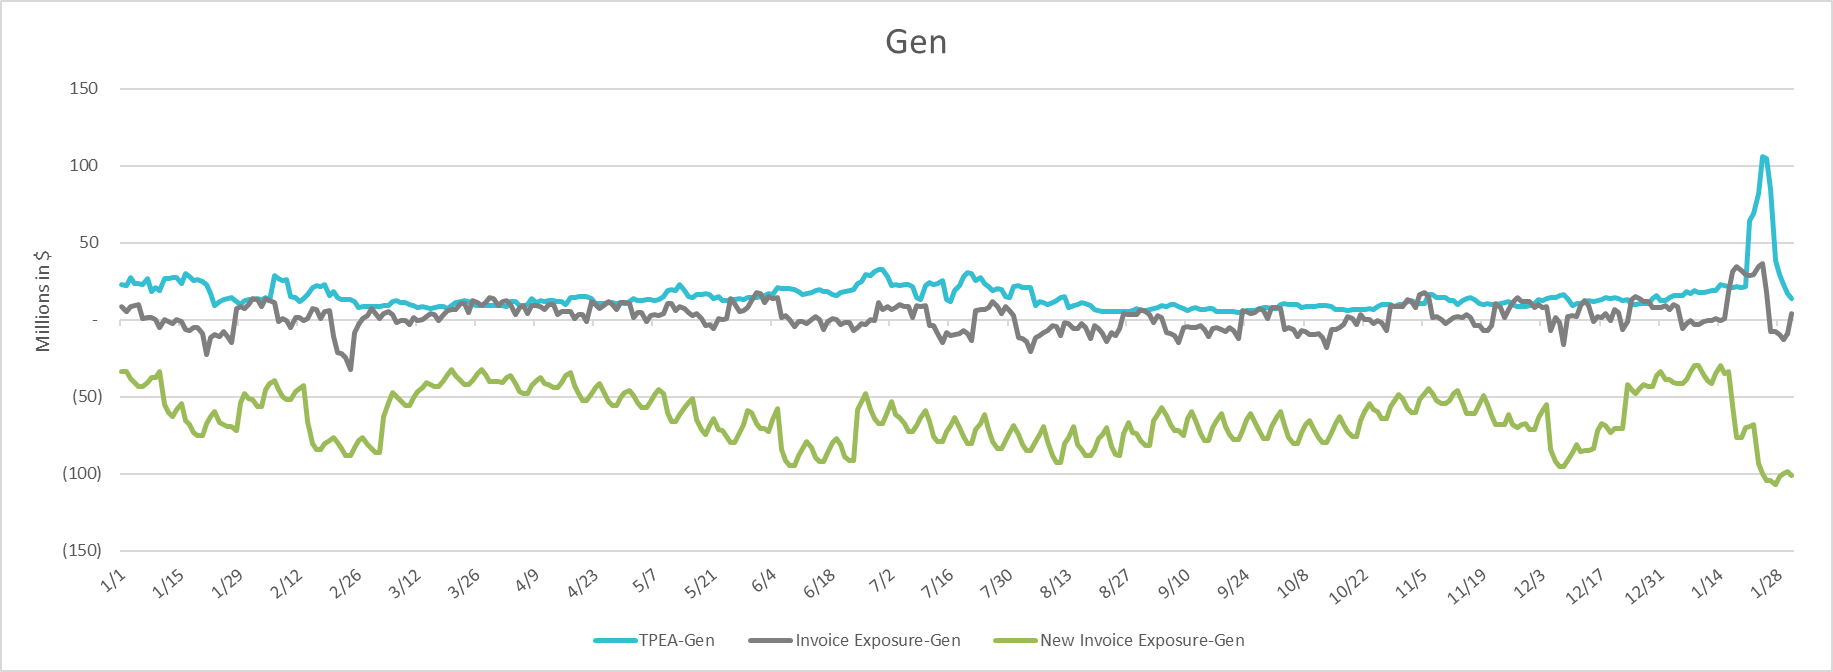 Gen
Millions in $
150
100
50
-
(50)
(100)
(150)
1/1 1/15 1/29 2/12 2/26 3/12 3/26 4/9 4/23 5/7 5/21 6/4 6/18 7/2 7/16 7/30 8/13 8/27 9/10 9/24 10/8 10/22 11/5 11/19 12/3 12/17 12/31 1/14 1/28
TPEA-Gen Invoice Exposure-Gen New Invoice Exposure-Gen